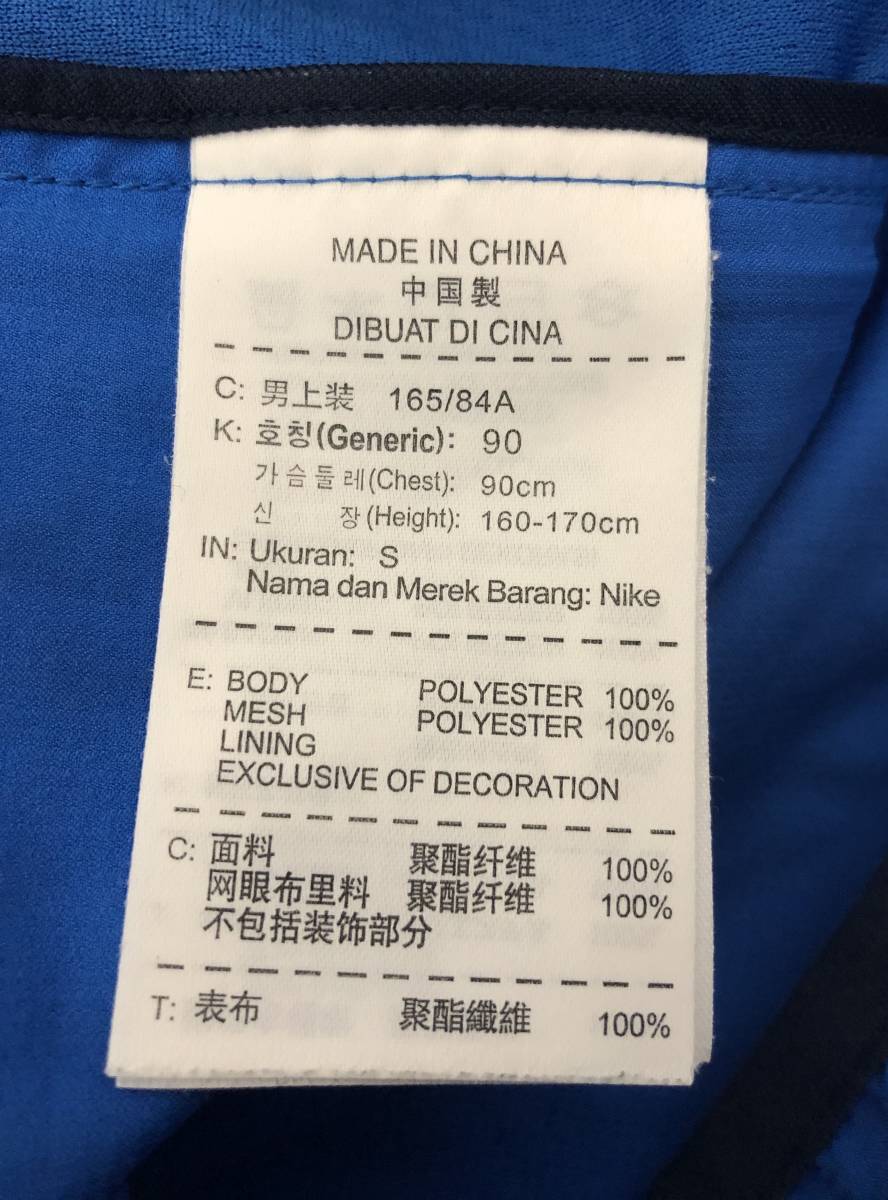 MADE IN CHINA
中国製
DIBUAT DI CINA
C: 男上装 165/84A
K: 호칭(Generic): 90
가슴둘레(Chest): 90cm
신 장(Height): 160-170cm
IN: Ukuran: S
Nama dan Merek Barang: Nike
E: BODY POLYESTER 100%
MESH POLYESTER 100%
LINING
EXCLUSIVE OF DECORATION
C: 面料 聚酯纤维 100%
网眼布里料 聚酯纤维 100%
不包括装饰部分
T: 表布 聚酯纖維 100%